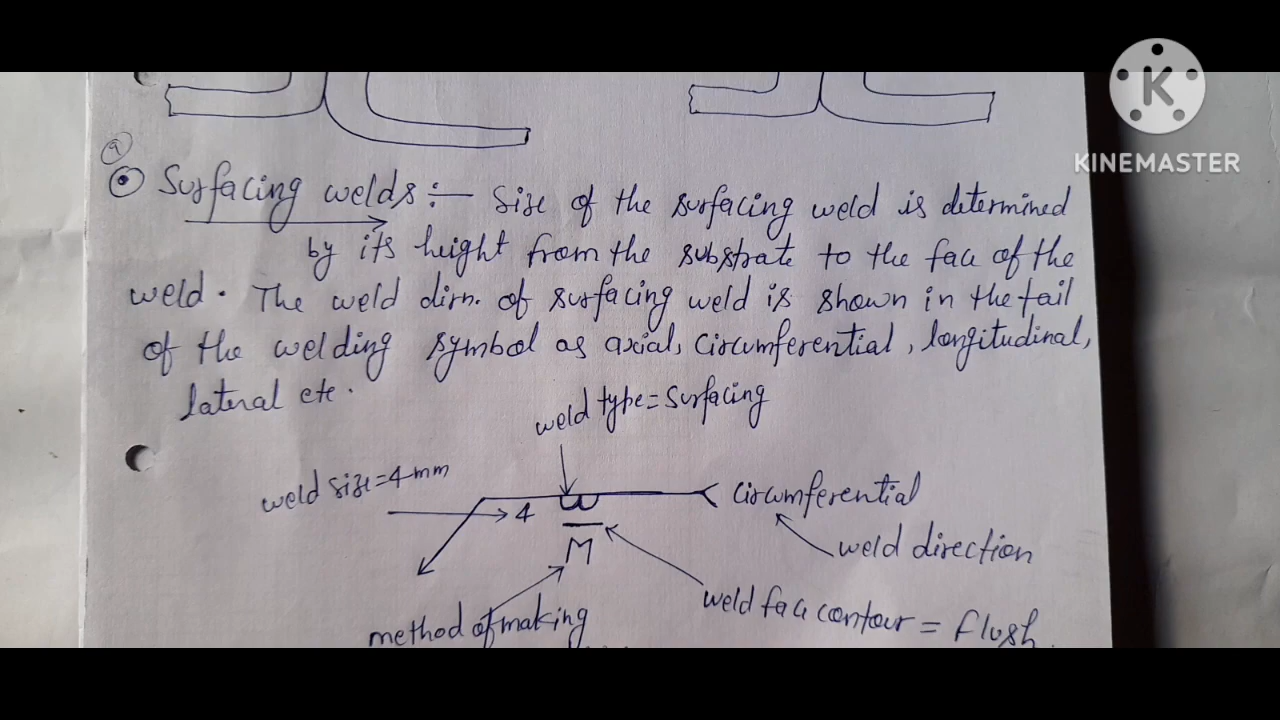 K
KINEMASTER
9
Surfacing welds :- Size of the surfacing weld is determined
by its height from the substrate to the face of the
weld. The weld dirn. of surfacing weld is shown in the tail
of the welding symbol as axial, circumferential, longitudinal,
lateral etc.
weld type = Surfacing
weld size = 4 mm
4
Circumferential
M
weld direction
method of making
weld face contour = flush.